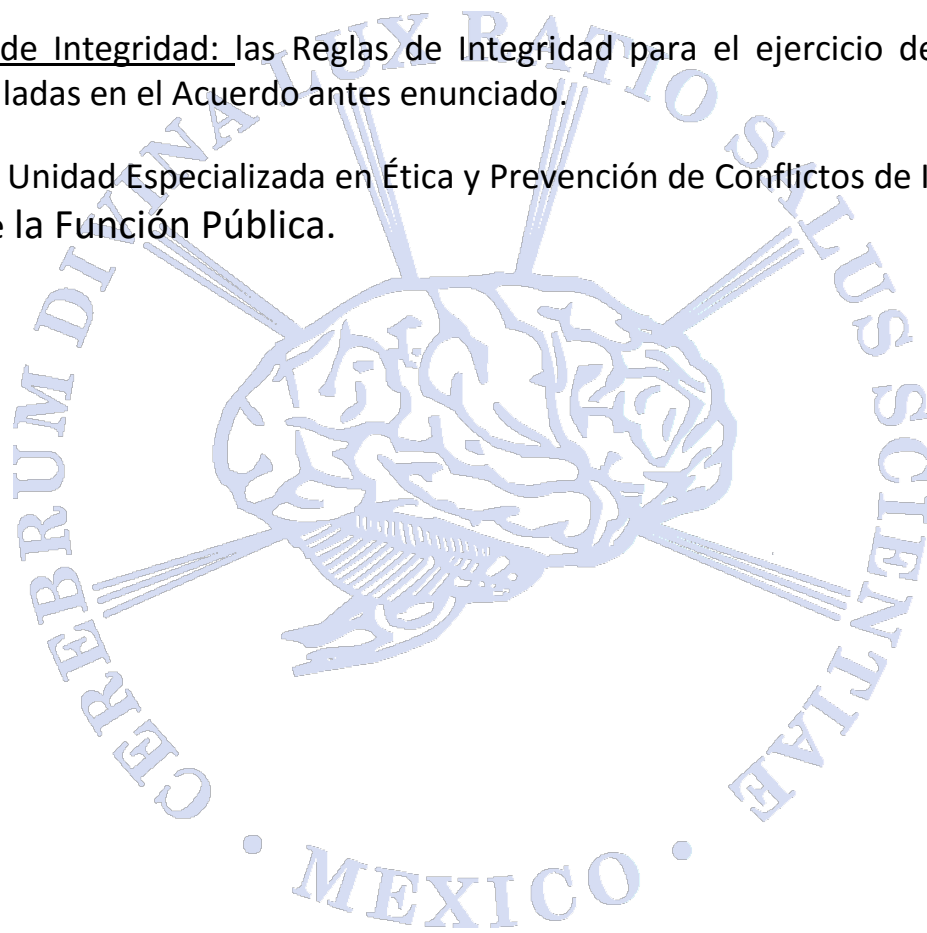 de Integridad: las Reglas de Integridad para el ejercicio de
ladas en el Acuerdo antes enunciado.
Unidad Especializada en Ética y Prevención de Conflictos de I
e la Función Pública.
CEREBRUM DIVINA LUX RATIO SALUS SCIENTIAE
• MEXICO •